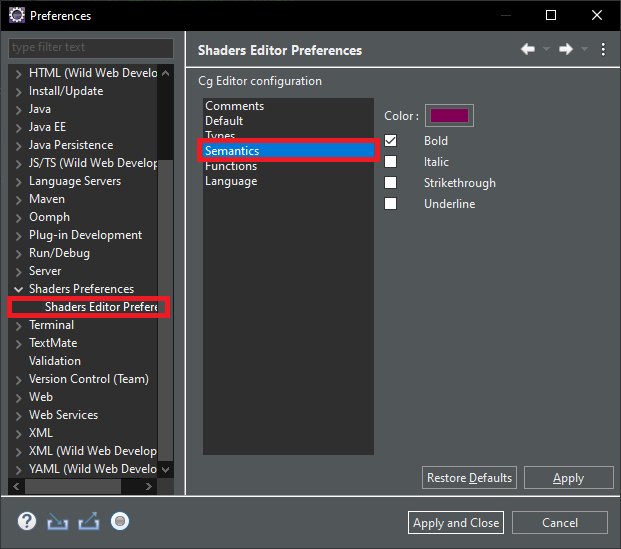 Preferences
type filter text
HTML (Wild Web Develo
Install/Update
Java
Java EE
Java Persistence
JS/TS (Wild Web Develop
Language Servers
Maven
Oomph
Plug-in Development
Run/Debug
Server
Shaders Preferences
Shaders Editor Prefere
Terminal
TextMate
Validation
Version Control (Team)
Web
Web Services
XML
XML (Wild Web Develop
YAML (Wild Web Develo
Shaders Editor Preferences
Cg Editor configuration
Comments
Default
Types
Semantics
Functions
Language
Color :
Bold
Italic
Strikethrough
Underline
Restore Defaults
Apply
Apply and Close
Cancel